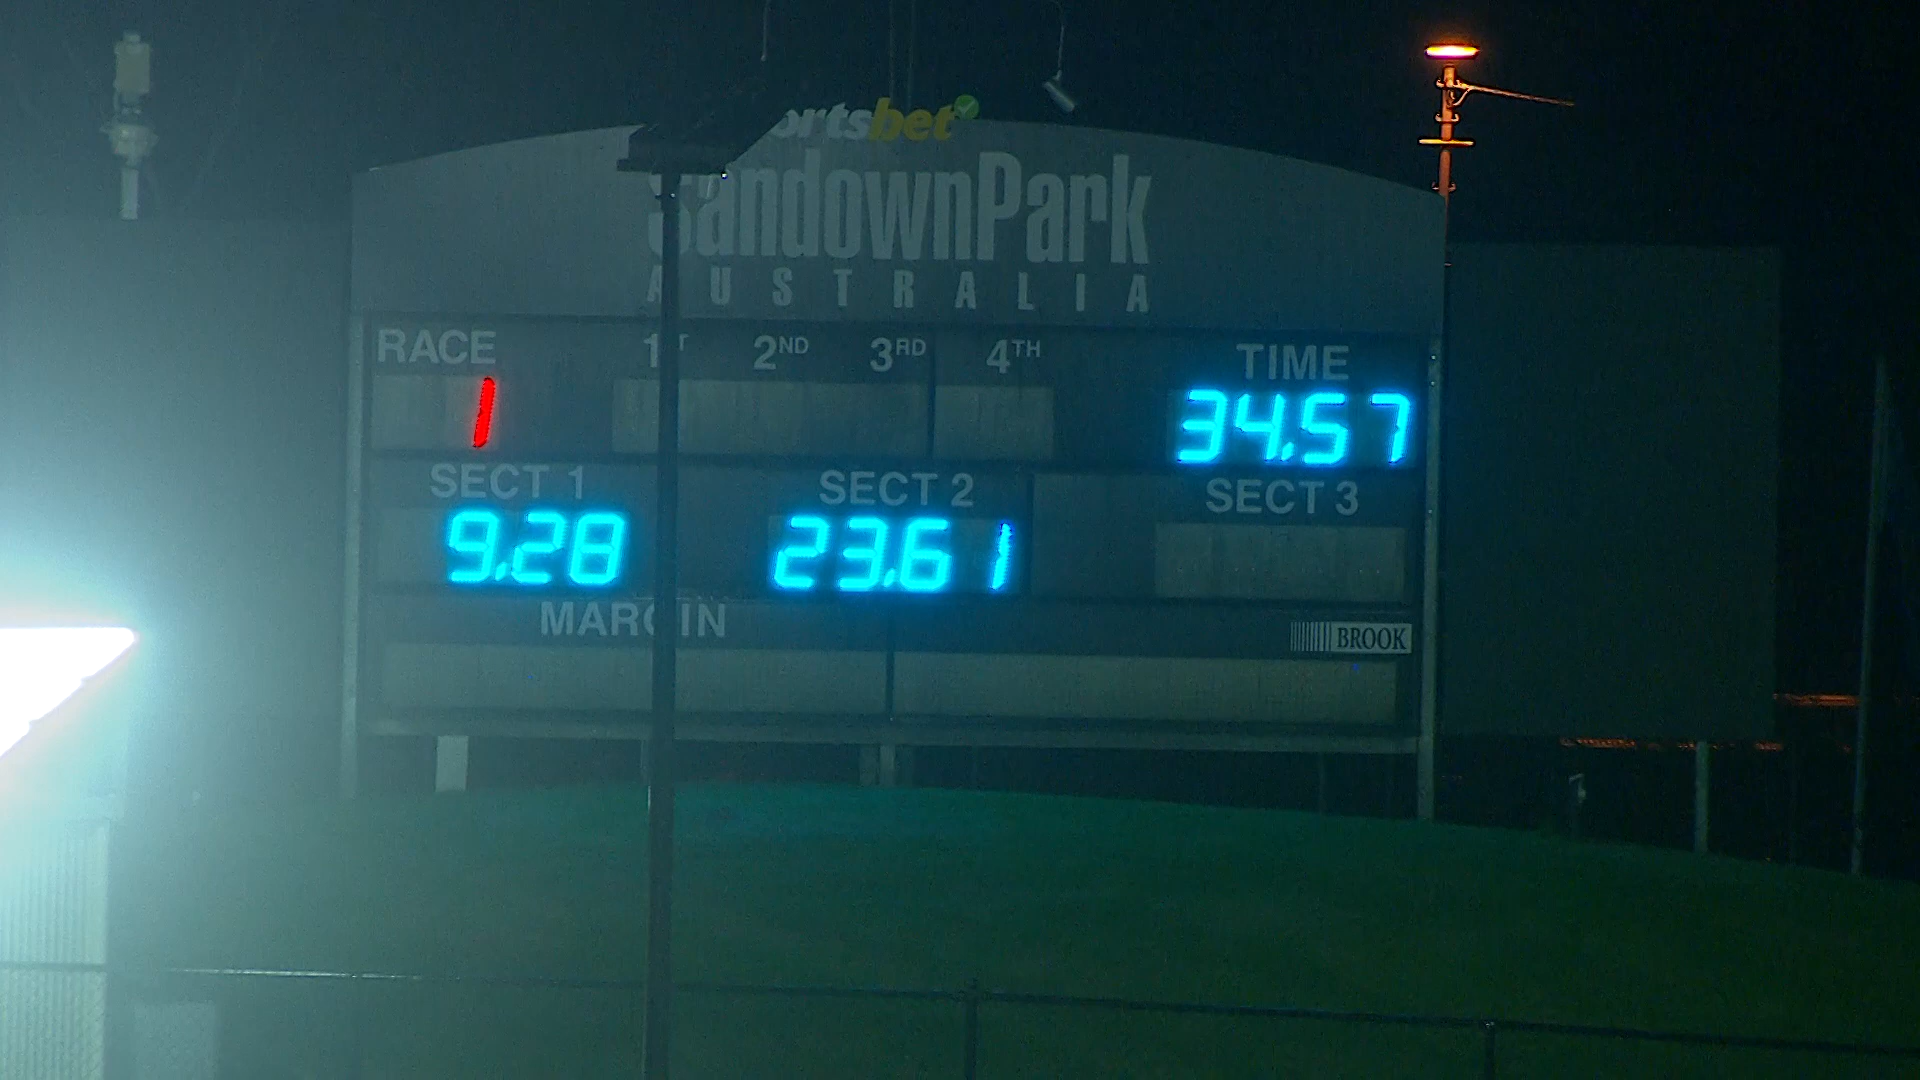 ortsbet
SandownPark
AUSTRALIA
RACE 1ST 2ND 3RD 4TH TIME
1 34.57
SECT 1 SECT 2 SECT 3
9.28 23.61
MARGIN
BROOK